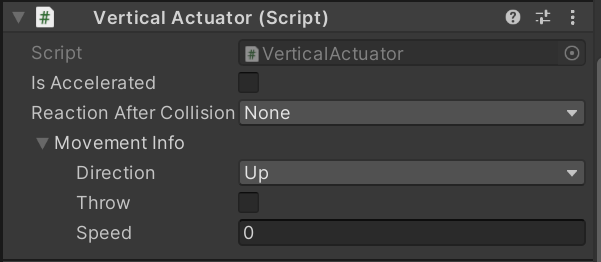 Vertical Actuator (Script)
Script
VerticalActuator
Is Accelerated
Reaction After Collision None
Movement Info
Direction Up
Throw
Speed 0